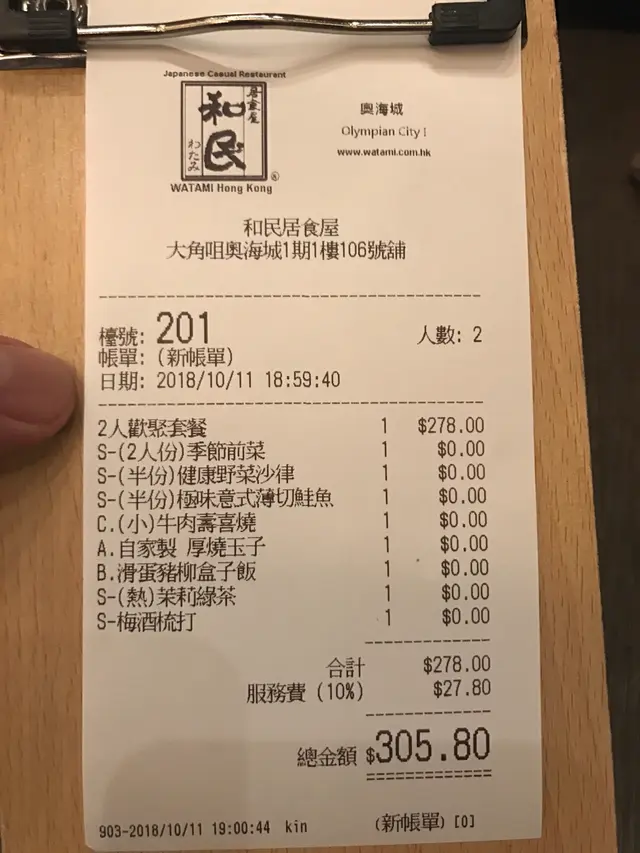 Japanese Casual Restaurant
居食屋
和民
わたみ
®
WATAMI Hong Kong
奧海城
Olympian City 1
www.watami.com.hk
和民居食屋
大角咀奧海城1期1樓106號舖
檯號: 201 人數: 2
帳單: (新帳單)
日期: 2018/10/11 18:59:40
2人歡聚套餐 1 $278.00
S-(2人份)季節前菜 1 $0.00
S-(半份)健康野菜沙律 1 $0.00
S-(半份)極味意式薄切鮭魚 1 $0.00
C.(小)牛肉壽喜燒 1 $0.00
A.自家製 厚燒玉子 1 $0.00
B.滑蛋豬柳盒子飯 1 $0.00
S-(熱)茉莉綠茶 1 $0.00
S-梅酒梳打 1 $0.00
合計 $278.00
服務費 (10%) $27.80
總金額 $305.80
903-2018/10/11 19:00:44 kin (新帳單) [0]